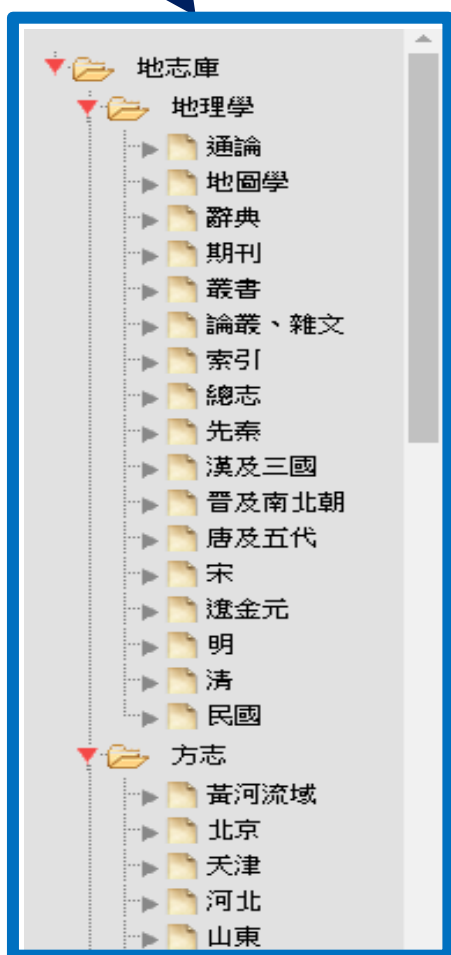 地志庫
地理學
通論
地圖學
辭典
期刊
叢書
論叢、雜文
索引
總志
先秦
漢及三國
晉及南北朝
唐及五代
宋
遼金元
明
清
民國
方志
黃河流域
北京
天津
河北
山東